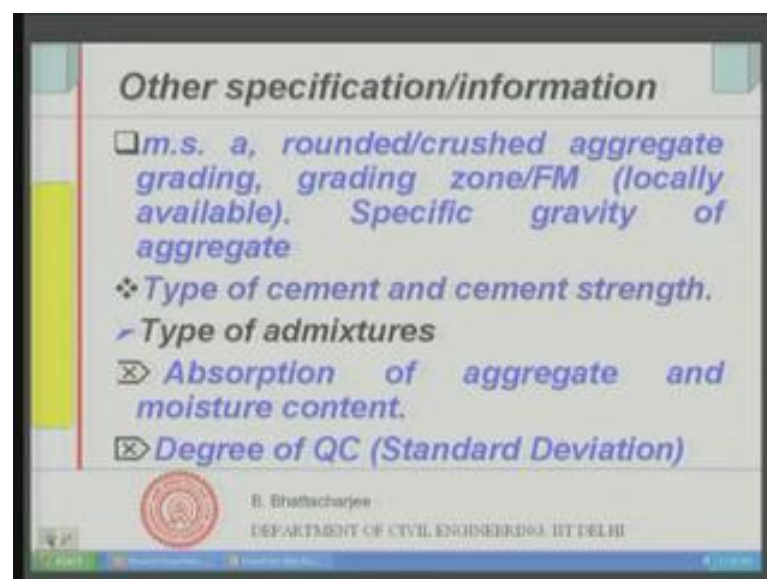 Other specification/information
m.s. a, rounded/crushed aggregate
grading, grading zone/FM (locally
available). Specific gravity of
aggregate
Type of cement and cement strength.
Type of admixtures
Absorption of aggregate and
moisture content.
Degree of QC (Standard Deviation)
B. Bhattacharjee
DEPARTMENT OF CIVIL ENGINEERING, IIT DELHI